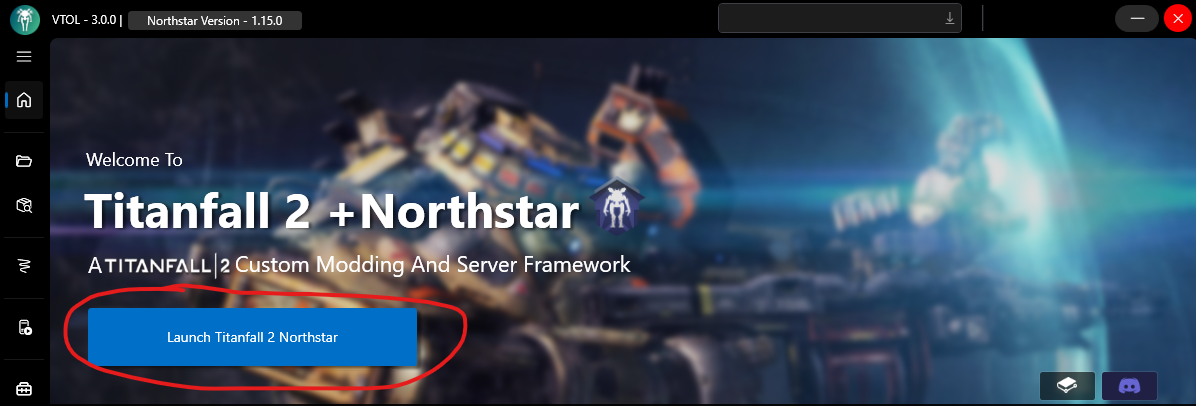 VTOL - 3.0.0 | Northstar Version - 1.15.0
Welcome To
Titanfall 2 +Northstar
A TITANFALL|2 Custom Modding And Server Framework
Launch Titanfall 2 Northstar